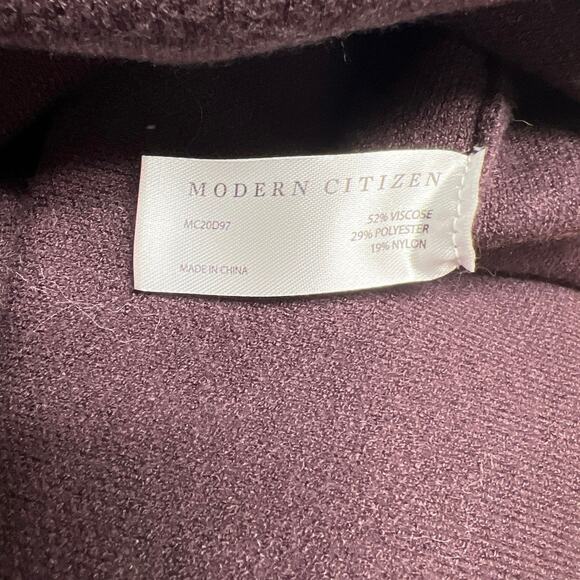 MODERN CITIZEN
MC20D97
52% VISCOSE
29% POLYESTER
19% NYLON
MADE IN CHINA